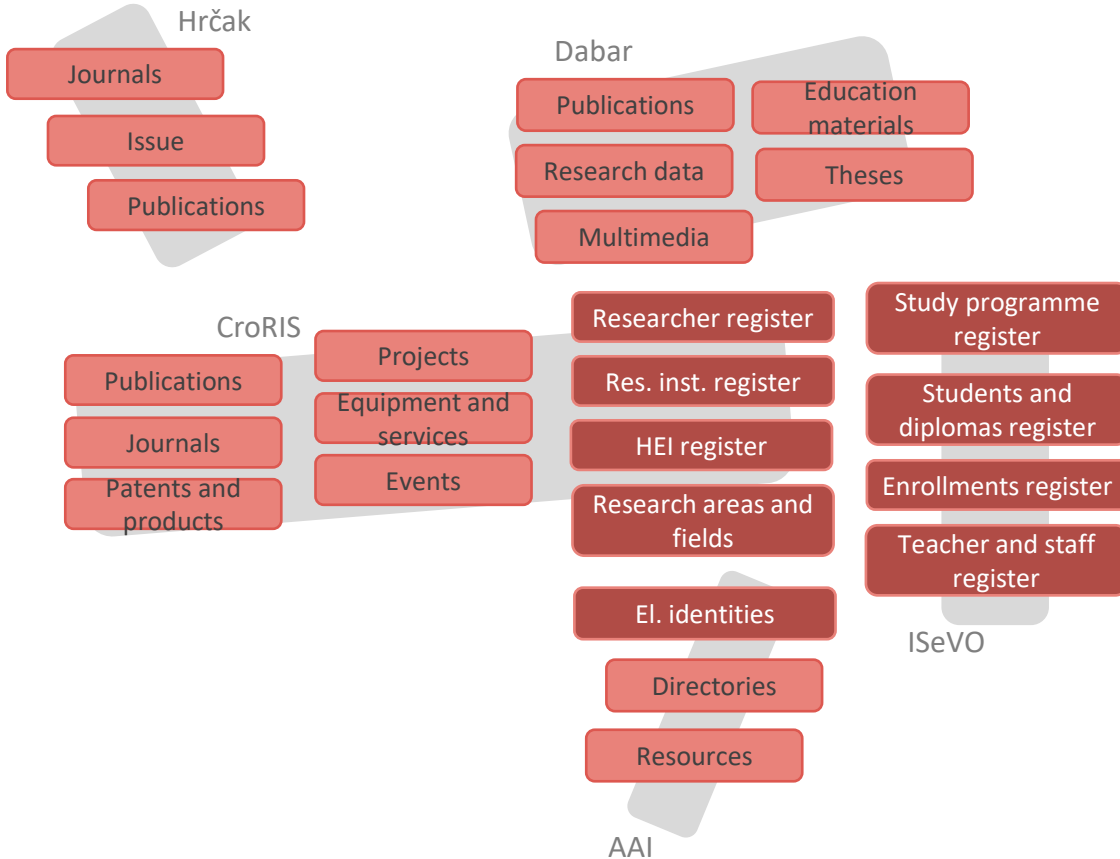 Hrčak
Journals
Issue
Publications
Dabar
Publications
Education
materials
Research data
Theses
Multimedia
CroRIS
Publications
Journals
Patents and
products
Projects
Equipment and
services
Events
Researcher register
Res. inst. register
HEI register
Research areas and
fields
Study programme
register
Students and
diplomas register
Enrollments register
Teacher and staff
register
ISeVO
El. identities
Directories
Resources
AAI